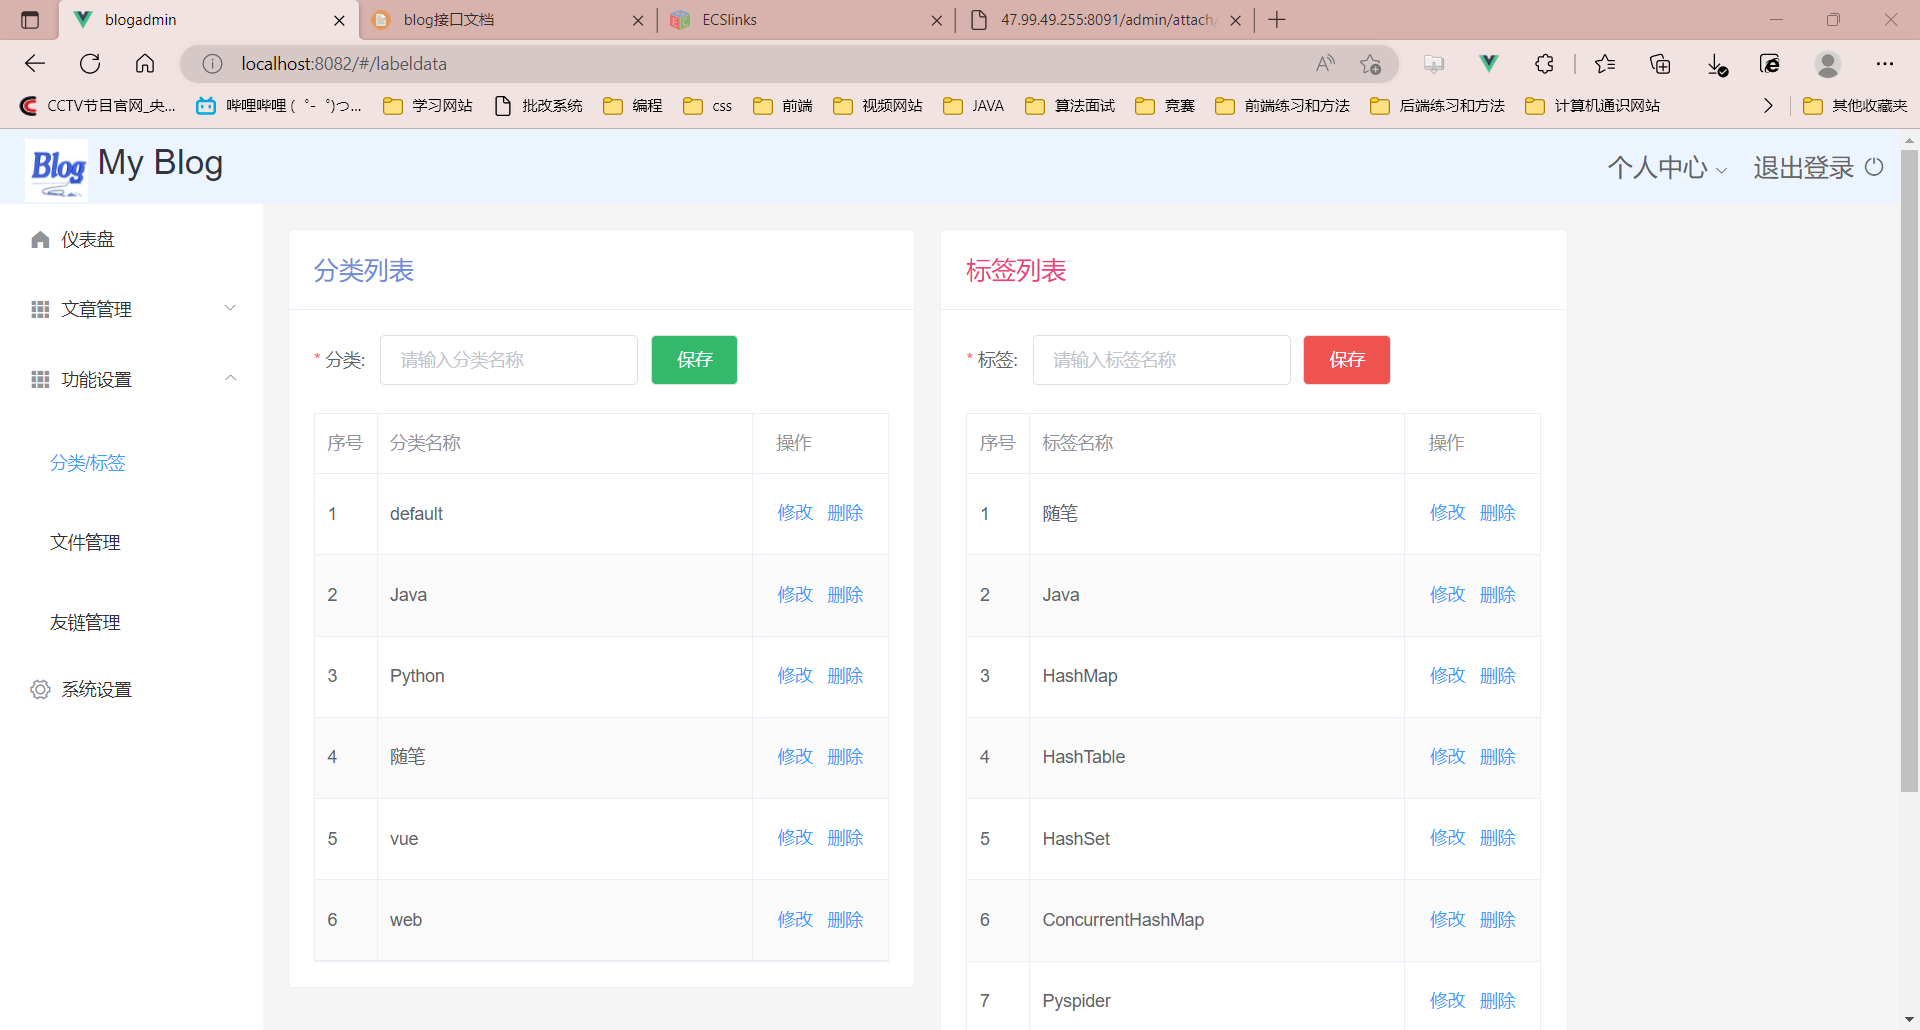 blogadmin
blog接口文档
ECSlinks
47.99.49.255:8091/admin/attach/
localhost:8082/#/labeldata
CCTV节目官网_央...
哔哩哔哩 (゜-゜)つ...
学习网站
批改系统
编程
css
前端
视频网站
JAVA
算法面试
竞赛
前端练习和方法
后端练习和方法
计算机通识网站
其他收藏夹
Blog My Blog
个人中心
退出登录
仪表盘
文章管理
功能设置
分类/标签
文件管理
友链管理
系统设置
分类列表
* 分类: 请输入分类名称 保存
序号 分类名称 操作
1 default 修改 删除
2 Java 修改 删除
3 Python 修改 删除
4 随笔 修改 删除
5 vue 修改 删除
6 web 修改 删除
标签列表
* 标签: 请输入标签名称 保存
序号 标签名称 操作
1 随笔 修改 删除
2 Java 修改 删除
3 HashMap 修改 删除
4 HashTable 修改 删除
5 HashSet 修改 删除
6 ConcurrentHashMap 修改 删除
7 Pyspider 修改 删除